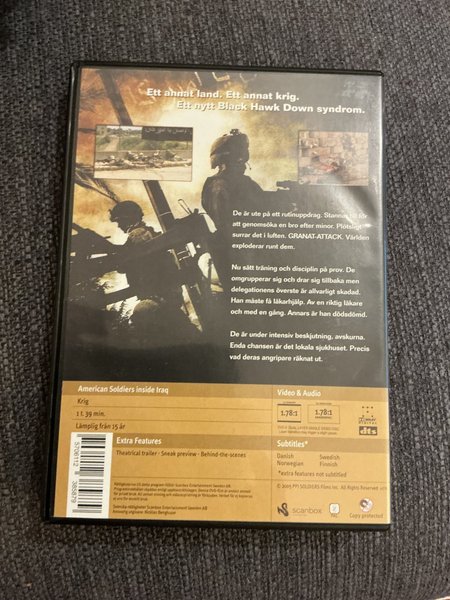 Ett annat land. Ett annat krig.
Ett nytt Black Hawk Down syndrom.
De är ute på ett rutinuppdrag. Stannas till för
att genomsöka en bro efter minor. Plötsligt
surrar det i luften. GRANAT-ATTACK. Världen
exploderar runt dem.
Nu sått träning och disciplin på prov. De
omgrupperar sig och drar sig tillbaka men
delegationens överste är allvarligt skadad.
Han måste få läkarhjälp. Av en riktig läkare
och med en gång. Annars är han dödsdömd.
De är under intensiv beskjutning, avskurna.
Enda chansen är det lokala sjukhuset. Precis
vad deras angripare räknat ut.
American Soldiers inside Iraq
Krig
1 t. 39 min.
Lämplig från 15 år
Extra Features
Theatrical trailer · Sneak preview · Behind-the-scenes
Video & Audio
1.78:1
1.78:1
DOLBY
DIGITAL
dts
Subtitles*
Danish Swedish
Norwegian Finnish
*extra features not subtitled
scanbox
PAL
Copy protected